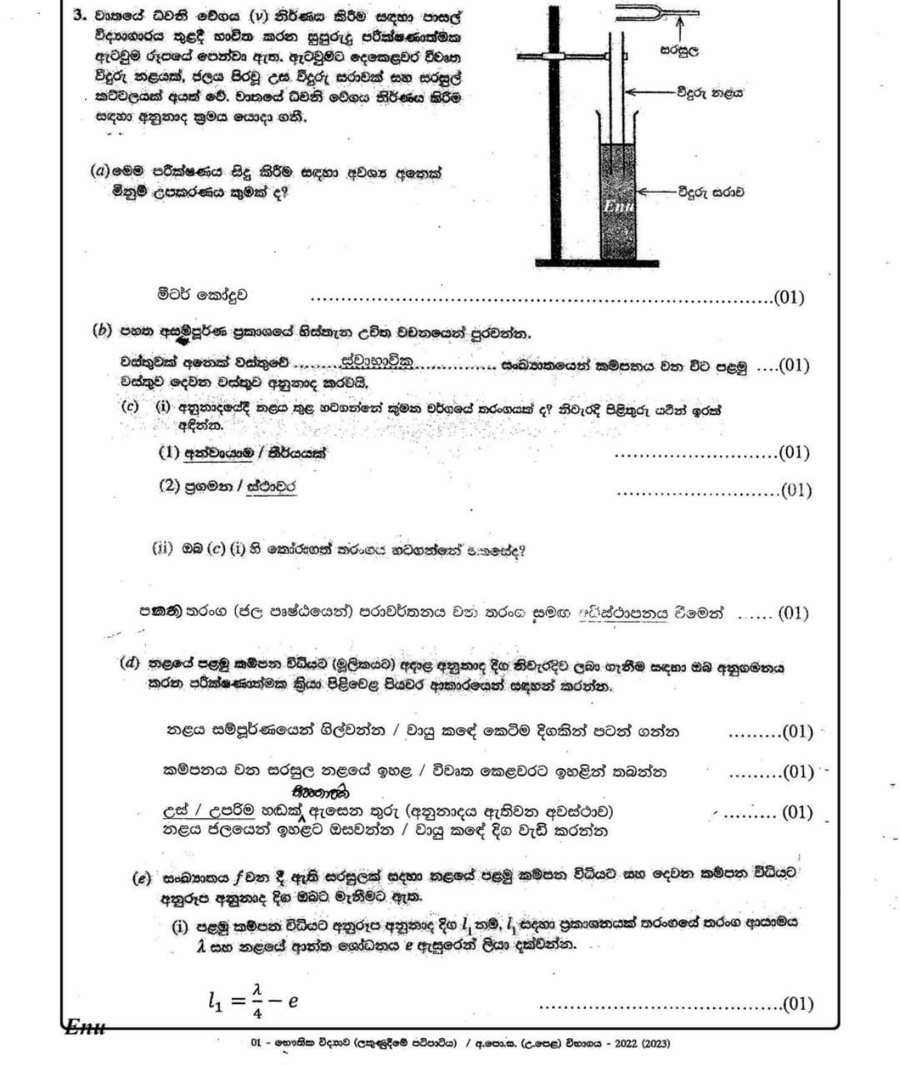 3. වාතයේ ධ්වනි වේගය (v) නිර්ණය කිරීම සඳහා පාසල්
විද්‍යාගාරය තුළදී භාවිත කරන සුපුරුදු පරීක්ෂණාත්මක
ඇටවුම රූපයේ පෙන්වා ඇත. ඇටවුමට දෙකෙළවර විවෘත
විදුරු නළයක්, ජලය පිරවූ උස විදුරු සරාවක් සහ සරසුල්
කට්ටලයක් අයත් වේ. වාතයේ ධ්වනි වේගය නිර්ණය කිරීම
සඳහා අනුනාද ක්‍රමය යොදා ගනී.
සරසුල
විදුරු නළය
විදුරු සරාව
Enu
(a) මෙම පරීක්ෂණය සිදු කිරීම සඳහා අවශ්‍ය අනෙක්
මිනුම් උපකරණය කුමක් ද?
මීටර් කෝදුව ....................(01)
(b) පහත අසම්පූර්ණ ප්‍රකාශයේ හිස්තැන උචිත වචනයෙන් පුරවන්න.
වස්තුවක් අනෙක් වස්තුවේ ........ස්වාභාවික............... සංඛ්‍යාතයෙන් කම්පනය වන විට පළමු ....(01)
වස්තුව දෙවන වස්තුව අනුනාද කරවයි.
(c) (i) අනුනාදයේදී නළය තුළ හටගන්නේ කුමන වර්ගයේ තරංගයක් ද? නිවැරදි පිළිතුරු යටින් ඉරක්
අඳින්න.
(1) අන්වායාම / තීර්යයක් ...........................(01)
(2) ප්‍රගමන / ස්ථාවර ...........................(01)
(ii) ඔබ (c) (i) හි තෝරාගත් තරංගය හටගන්නේ කෙසේද?
පතන තරංග (ජල පෘෂ්ඨයෙන්) පරාවර්තනය වන තරංග සමඟ අධිස්ථාපනය වීමෙන් ...... (01)
(d) නළයේ පළමු කම්පන විධියට (මූලිකයට) අදාළ අනුනාද දිග නිවැරදිව ලබා ගැනීම සඳහා ඔබ අනුගමනය
කරන පරීක්ෂණාත්මක ක්‍රියා පිළිවෙළ පියවර ආකාරයෙන් සඳහන් කරන්න.
නළය සම්පූර්ණයෙන් ගිල්වන්න / වායු කඳේ කෙටිම දිගකින් පටන් ගන්න .........(01)
කම්පනය වන සරසුල නළයේ ඉහළ / විවෘත කෙළවරට ඉහළින් තබන්න .........(01)
උස් / උපරිම හඬක් ඇසෙන තුරු (අනුනාදය ඇතිවන අවස්ථාව) ......... (01)
නළය ජලයෙන් ඉහළට ඔසවන්න / වායු කඳේ දිග වැඩි කරන්න
(e) සංඛ්‍යාතය f වන දී ඇති සරසුලක් සඳහා නළයේ පළමු කම්පන විධියට සහ දෙවන කම්පන විධියට
අනුරූප අනුනාද දිග ඔබට මැනීමට ඇත.
(i) පළමු කම්පන විධියට අනුරූප අනුනාද දිග l₁ නම්, l₁ සඳහා ප්‍රකාශනයක් තරංගයේ තරංග ආයාමය
λ සහ නළයේ ආන්ත ශෝධනය e ඇසුරෙන් ලියා දක්වන්න.
l₁ = λ/4 − e ........................................(01)
Enu
01 - භෞතික විද්‍යාව (ලකුණුදීමේ පටිපාටිය) / අ.පො.ස. (උ.පෙළ) විභාගය - 2022 (2023)